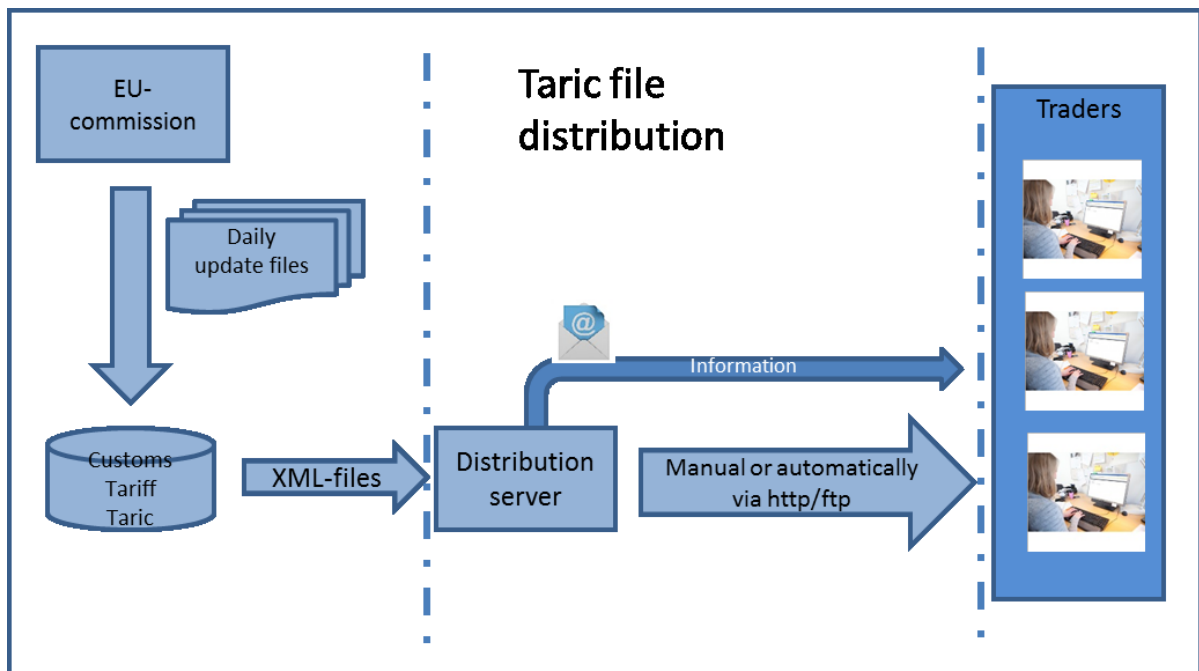 EU-
commission
Taric file
distribution
Traders
Daily
update files
@
Information
Customs
Tariff
Taric
XML-files
Distribution
server
Manual or automatically
via http/ftp